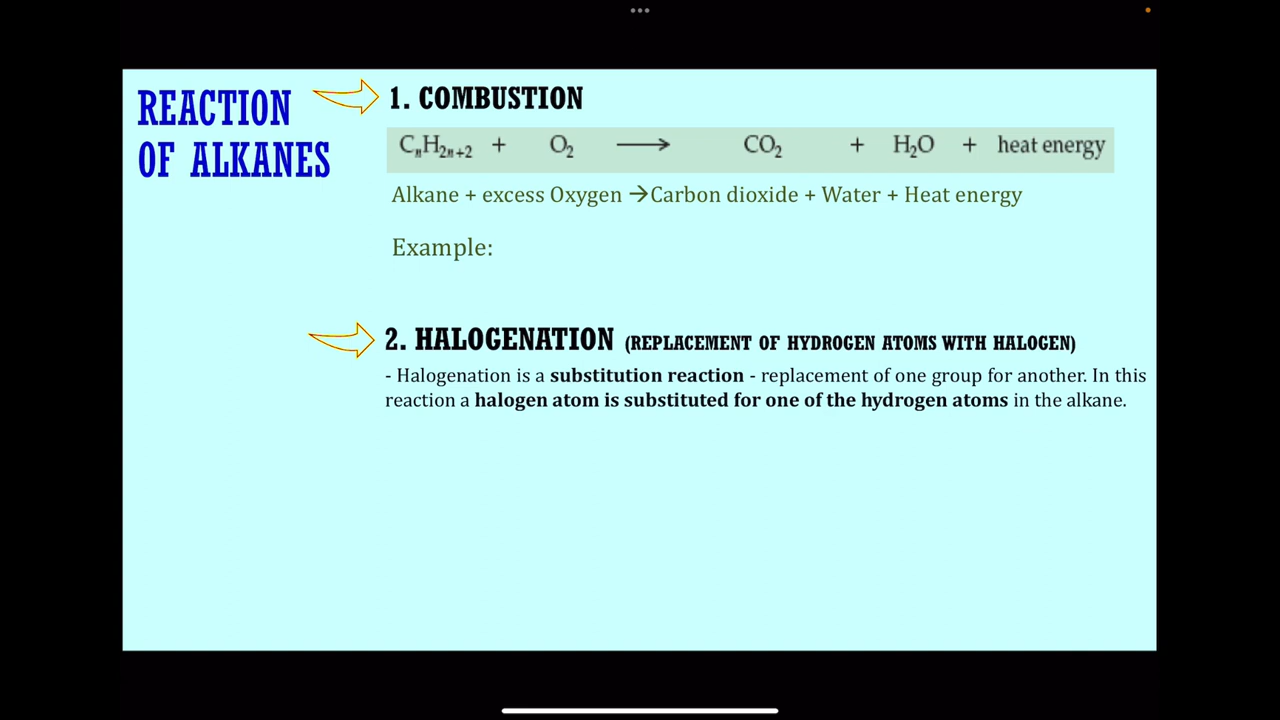 REACTION
OF ALKANES
1. COMBUSTION
CₙH₂ₙ₊₂ + O₂ ⟶ CO₂ + H₂O + heat energy
Alkane + excess Oxygen →Carbon dioxide + Water + Heat energy
Example:
2. HALOGENATION (REPLACEMENT OF HYDROGEN ATOMS WITH HALOGEN)
- Halogenation is a substitution reaction - replacement of one group for another. In this
reaction a halogen atom is substituted for one of the hydrogen atoms in the alkane.